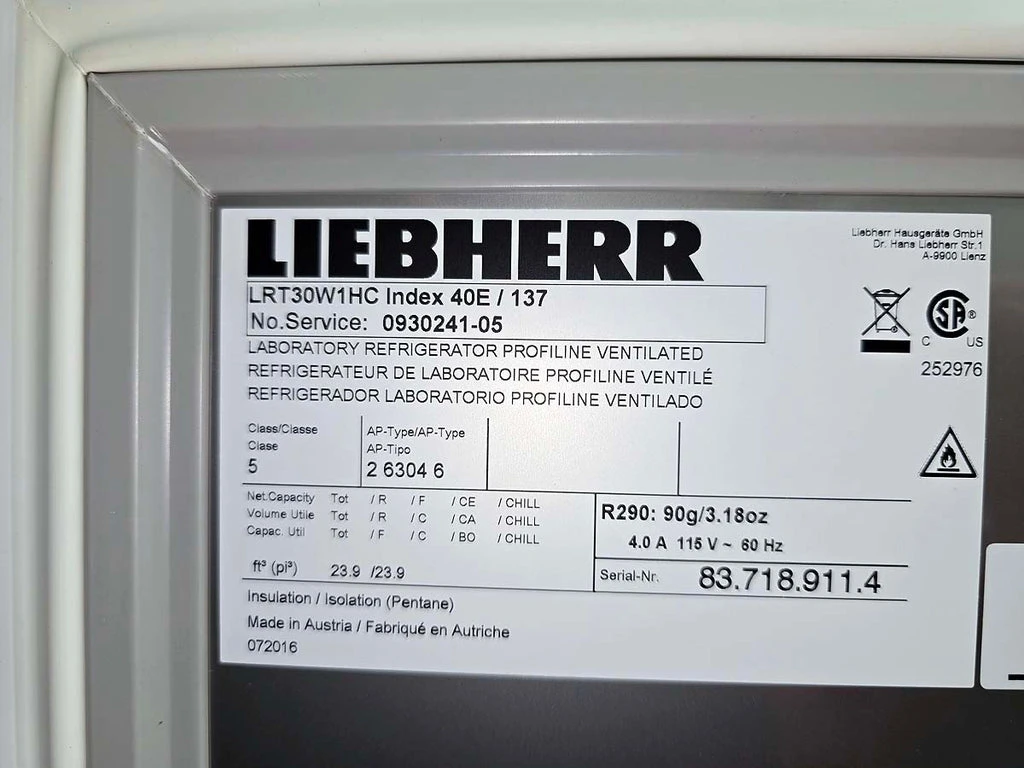 LIEBHERR
Liebherr Hausgeräte GmbH
Dr. Hans Liebherr Str.1
A-9900 Lienz
LRT30W1HC Index 40E / 137
No.Service: 0930241-05
LABORATORY REFRIGERATOR PROFILINE VENTILATED
REFRIGERATEUR DE LABORATOIRE PROFILINE VENTILÉ
REFRIGERADOR LABORATORIO PROFILINE VENTILADO
SA®
C US
252976
Class/Classe
Clase
5
AP-Type/AP-Type
AP-Tipo
2 6304 6
Net.Capacity Tot / R / F / CE / CHILL
Volume Utile Tot / R / C / CA / CHILL
Capac. Util Tot / F / C / BO / CHILL
ft³ (pi³) 23.9 /23.9
R290: 90g/3.18oz
4.0 A 115 V ~ 60 Hz
Serial-Nr. 83.718.911.4
Insulation / Isolation (Pentane)
Made in Austria / Fabriqué en Autriche
072016